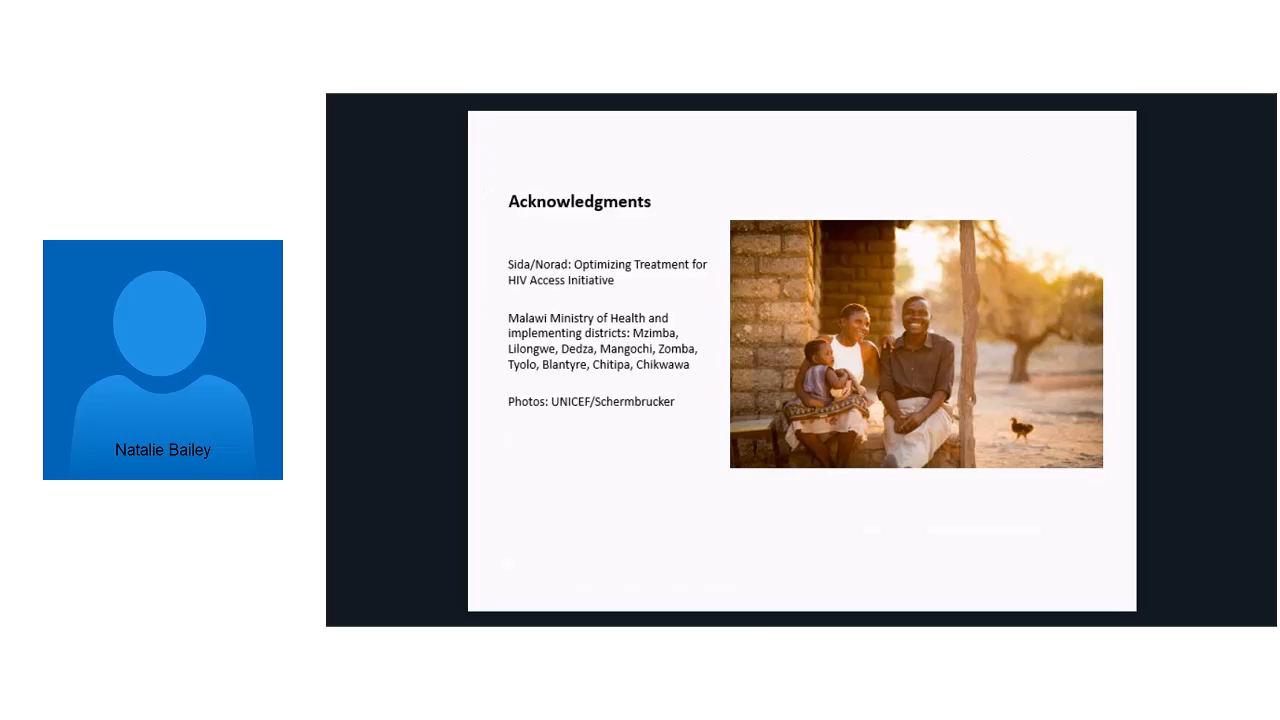 Acknowledgments
Sida/Norad: Optimizing Treatment for
HIV Access Initiative
Malawi Ministry of Health and
implementing districts: Mzimba,
Lilongwe, Dedza, Mangochi, Zomba,
Tyolo, Blantyre, Chitipa, Chikwawa
Photos: UNICEF/Schermbrucker
Natalie Bailey